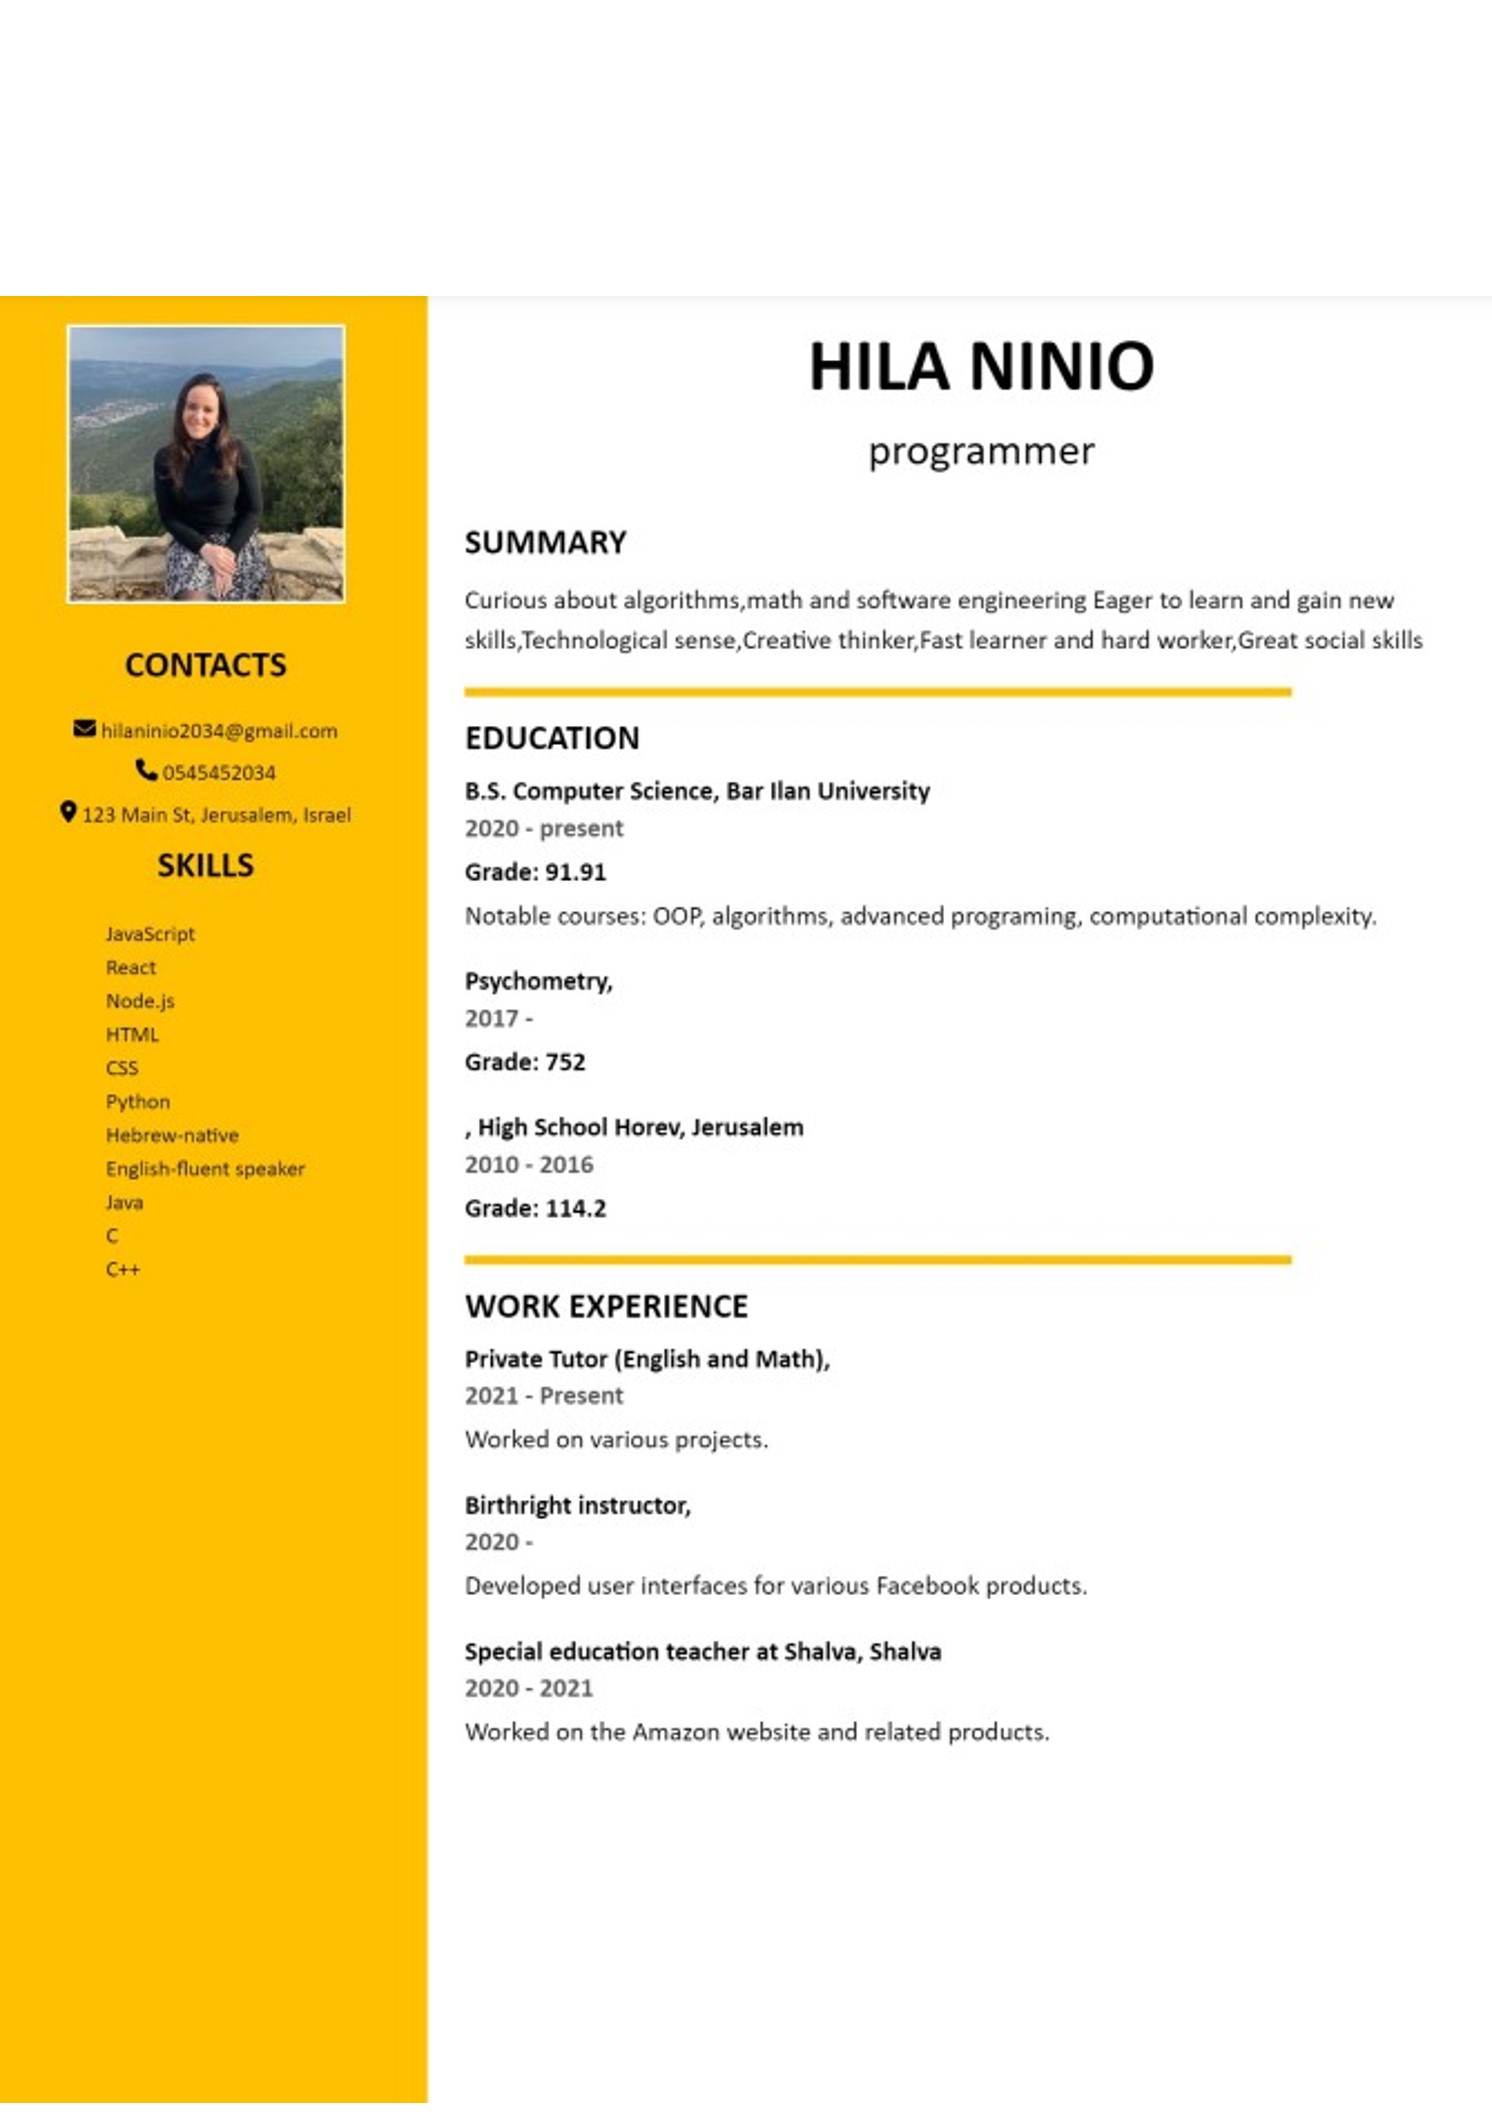 HILA NINIO
programmer
CONTACTS
hilaninio2034@gmail.com
0545452034
123 Main St, Jerusalem, Israel
SKILLS
JavaScript
React
Node.js
HTML
CSS
Python
Hebrew-native
English-fluent speaker
Java
C
C++
SUMMARY
Curious about algorithms,math and software engineering Eager to learn and gain new
skills,Technological sense,Creative thinker,Fast learner and hard worker,Great social skills
EDUCATION
B.S. Computer Science, Bar Ilan University
2020 - present
Grade: 91.91
Notable courses: OOP, algorithms, advanced programing, computational complexity.
Psychometry,
2017 -
Grade: 752
, High School Horev, Jerusalem
2010 - 2016
Grade: 114.2
WORK EXPERIENCE
Private Tutor (English and Math),
2021 - Present
Worked on various projects.
Birthright instructor,
2020 -
Developed user interfaces for various Facebook products.
Special education teacher at Shalva, Shalva
2020 - 2021
Worked on the Amazon website and related products.